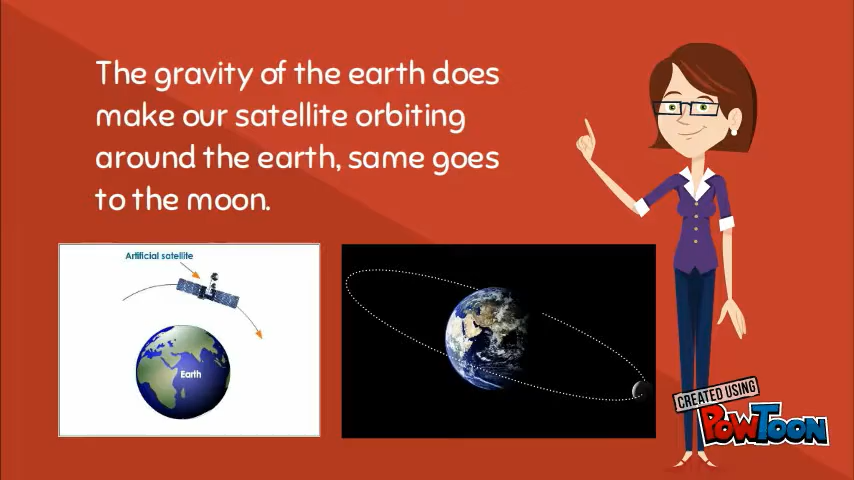 The gravity of the earth does
make our satellite orbiting
around the earth, same goes
to the moon.
Artificial satellite
Earth
CREATED USING
POWTOON